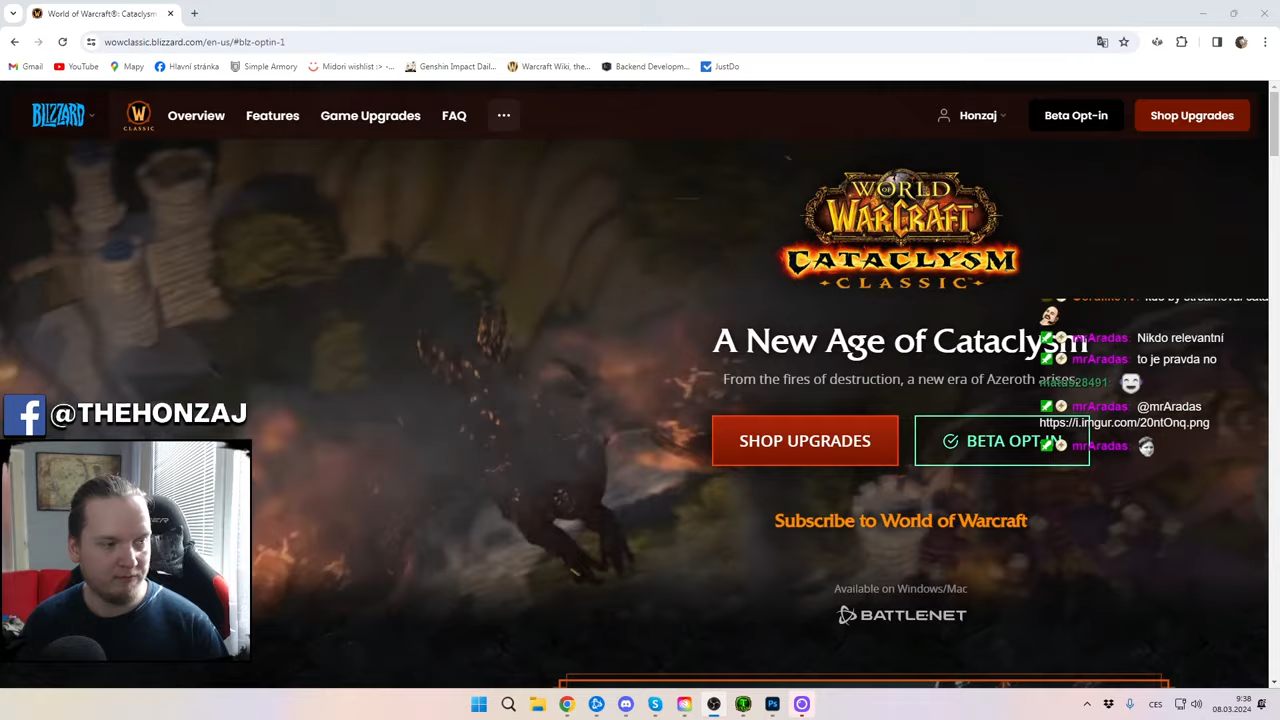 World of Warcraft®: Cataclysm
wowclassic.blizzard.com/en-us/#blz-optin-1
Gmail
YouTube
Mapy
Hlavní stránka
Simple Armory
Midori wishlist :> -...
Genshin Impact Dail...
Warcraft Wiki, the...
Backend Developm...
JustDo
BLIZZARD
W
CLASSIC
Overview
Features
Game Upgrades
FAQ
Honzaj
Beta Opt-in
Shop Upgrades
WORLD OF WARCRAFT
CATACLYSM
CLASSIC
A New Age of Cataclysm
From the fires of destruction, a new era of Azeroth arises.
mrAradas: Nikdo relevantní
mrAradas: to je pravda no
mrAradas: @mrAradas
https://i.imgur.com/20ntOnq.png
mrAradas:
SHOP UPGRADES
BETA OPT-IN
@THEHONZAJ
Subscribe to World of Warcraft
Available on Windows/Mac
BATTLE.NET
CES
9:38
08.03.2024